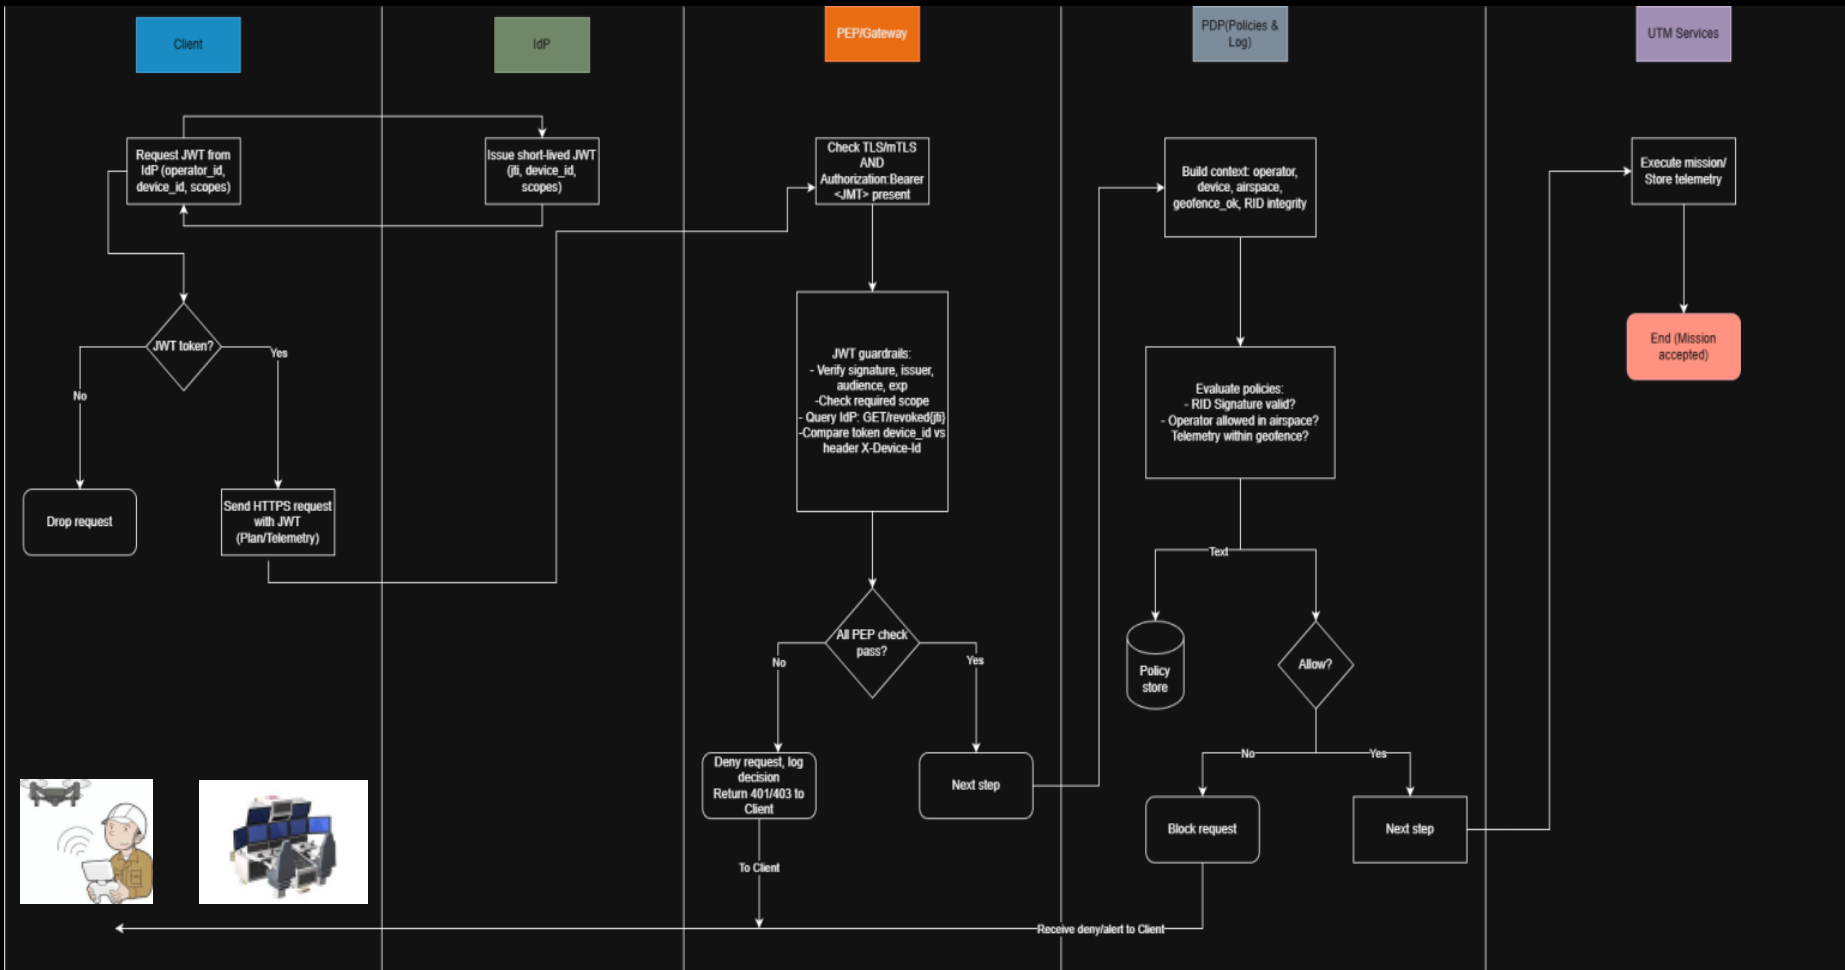 Client
IdP
PEP/Gateway
PDP(Policies &
Log)
UTM Services
Request JWT from
IdP (operator_id,
device_id, scopes)
Issue short-lived JWT
(jti, device_id,
scopes)
Check TLS/mTLS
AND
Authorization:Bearer
<JMT> present
Build context: operator,
device, airspace,
geofence_ok, RID integrity
Execute mission/
Store telemetry
JWT token?
No
Yes
Drop request
Send HTTPS request
with JWT
(Plan/Telemetry)
JWT guardrails:
- Verify signature, issuer,
audience, exp
-Check required scope
- Query IdP: GET/revoked{jti}
-Compare token device_id vs
header X-Device-Id
Evaluate policies:
- RID Signature valid?
- Operator allowed in airspace?
Telemetry within geofence?
End (Mission
accepted)
Text
Policy
store
Allow?
All PEP check
pass?
No
Yes
Deny request, log
decision
Return 401/403 to
Client
Next step
No
Yes
Block request
Next step
To Client
Receive deny/alert to Client